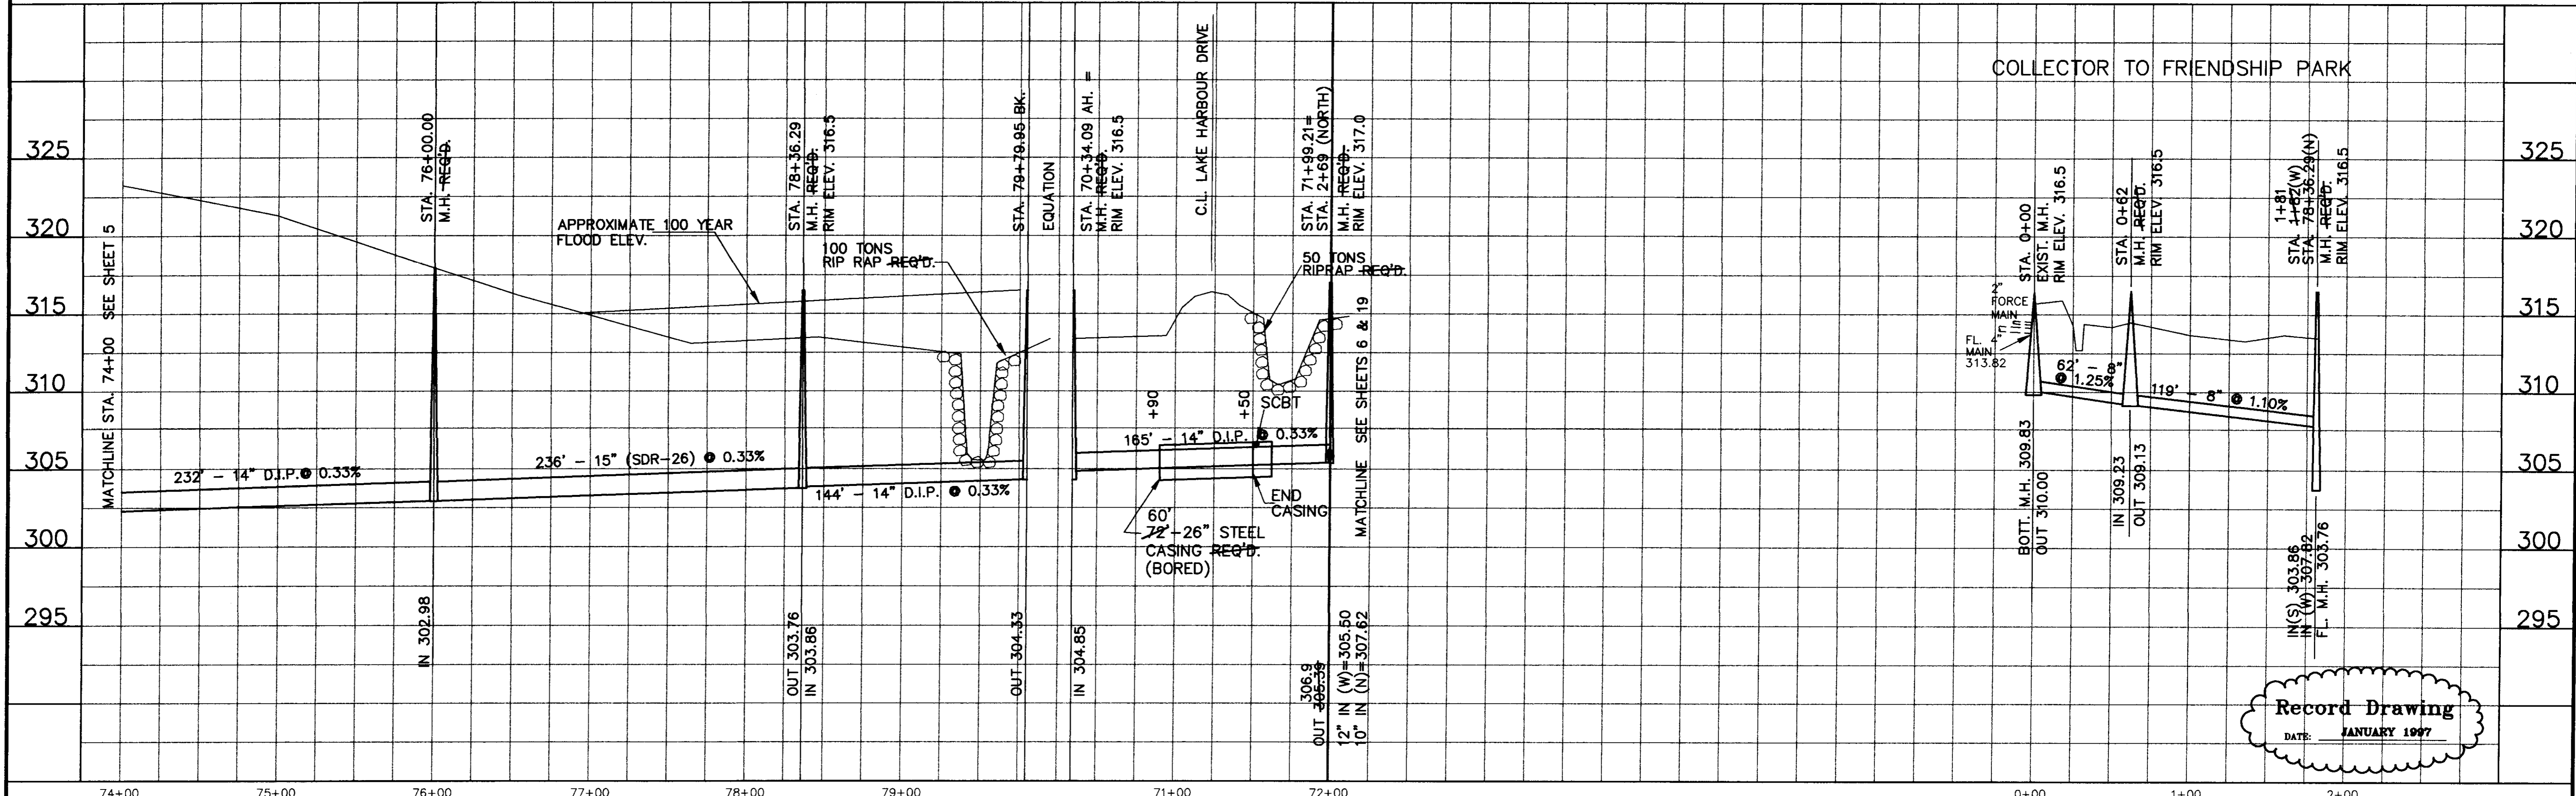 COLLECTOR TO FRIENDSHIP PARK
325
320
315
310
305
300
295
MATCHLINE STA. 74+00 SEE SHEET 5
232' - 14" D.I.P. @ 0.33%
STA. 76+00.00
M.H. REQ'D.
IN 302.98
APPROXIMATE 100 YEAR
FLOOD ELEV.
236' - 15" (SDR-26) @ 0.33%
STA. 78+36.29
M.H. REQ'D.
RIM ELEV. 316.5
OUT 303.76
IN 303.86
100 TONS
RIP RAP REQ'D.
144' - 14" D.I.P. @ 0.33%
STA. 79+79.95 BK.
EQUATION
STA. 70+34.09 AH. =
M.H. REQ'D.
RIM ELEV. 316.5
OUT 304.33
IN 304.85
C.L. LAKE HARBOUR DRIVE
+90
+50
SCBT
165' - 14" D.I.P. @ 0.33%
60'
72'-26" STEEL
CASING REQ'D.
(BORED)
END
CASING
50 TONS
RIPRAP REQ'D.
STA. 71+99.21=
STA. 2+69 (NORTH)
M.H. REQ'D.
RIM ELEV. 317.0
MATCHLINE SEE SHEETS 6 & 19
306.9
OUT 305.39
12" IN (W)=305.50
10" IN (N)=307.62
2"
FORCE
MAIN
FL. 4"
MAIN
313.82
STA. 0+00
EXIST. M.H.
RIM ELEV. 316.5
62' - 8"
@ 1.25%
BOTT. M.H. 309.83
OUT 310.00
STA. 0+62
M.H. REQ'D.
RIM ELEV. 316.5
IN 309.23
OUT 309.13
119' - 8" @ 1.10%
1+81
STA. 1+82(W)
STA. 78+36.29(N)
M.H. REQ'D.
RIM ELEV. 316.5
IN(S) 303.86
IN (W) 307.82
FL. M.H. 303.76
325
320
315
310
305
300
295
Record Drawing
DATE: JANUARY 1997
74+00 75+00 76+00 77+00 78+00 79+00 71+00 72+00 0+00 1+00 2+00